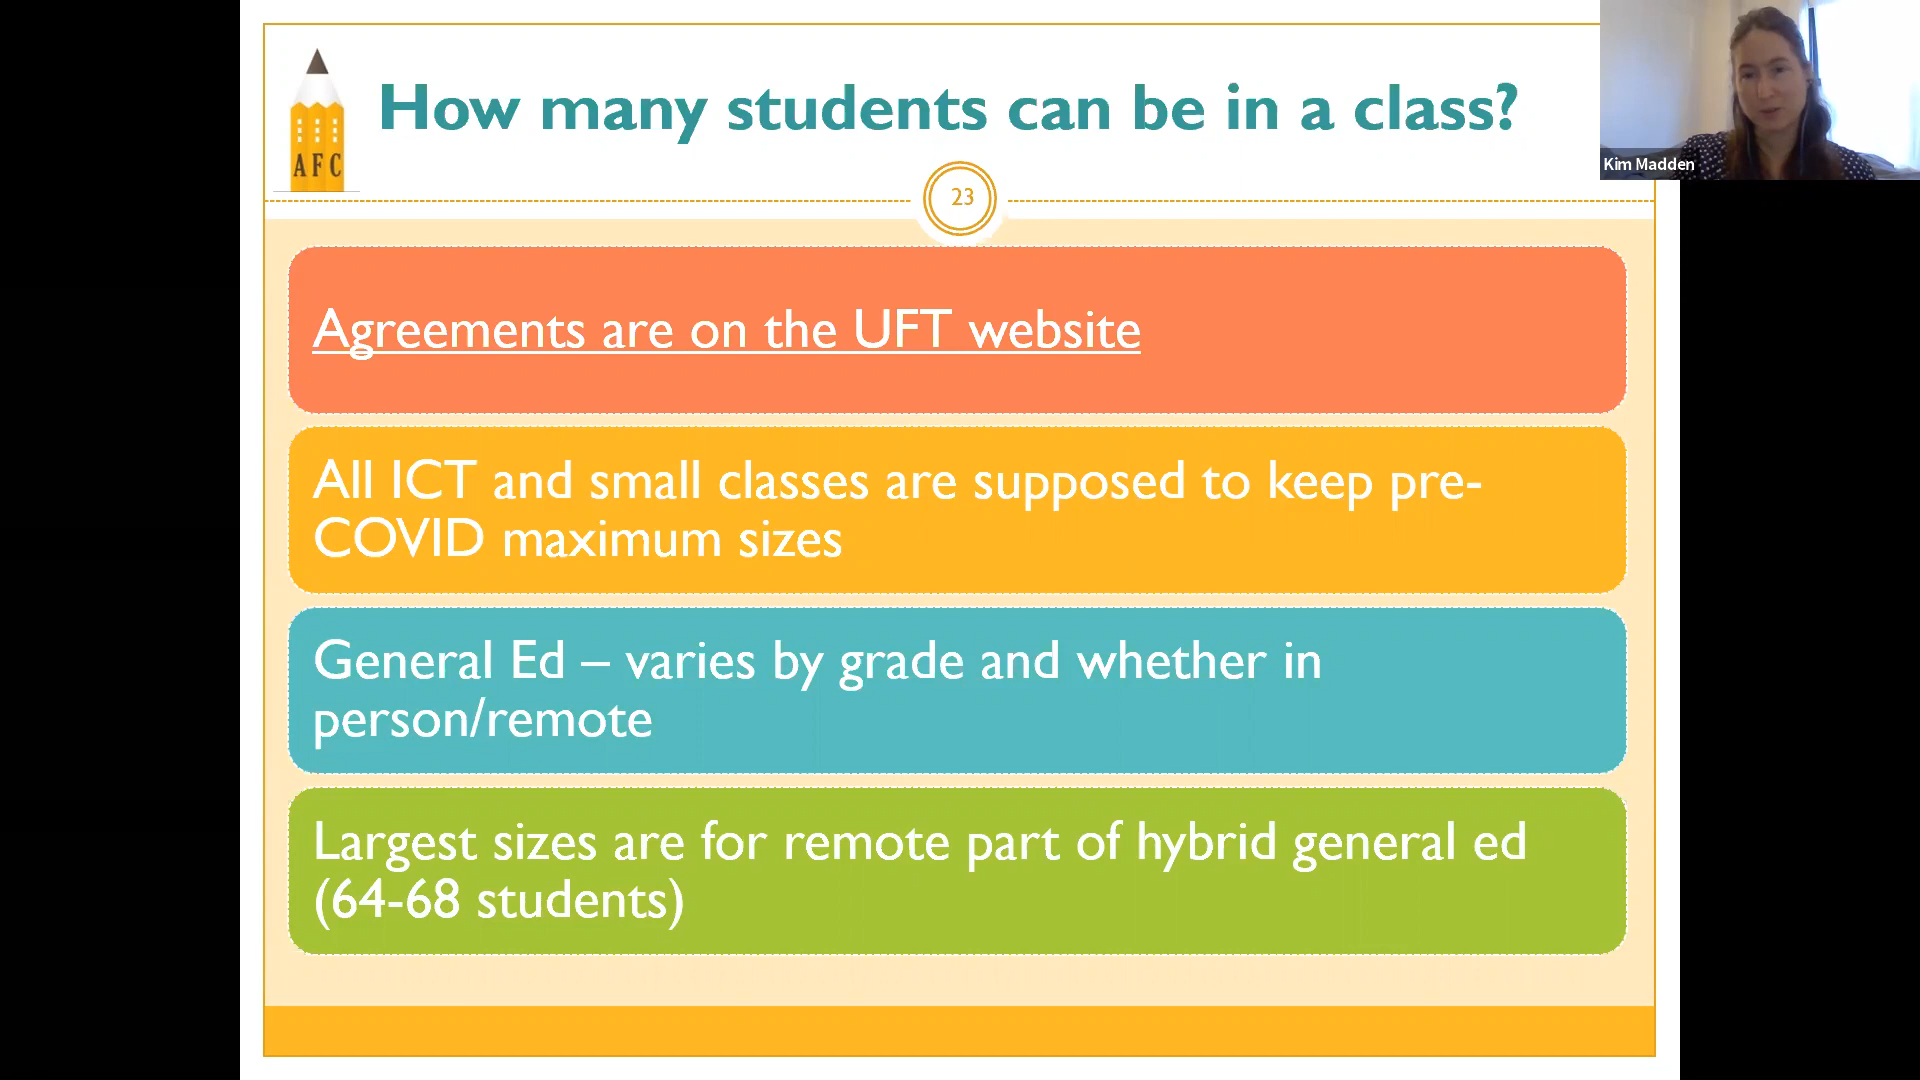 How many students can be in a class?
AFC
Kim Madden
23
Agreements are on the UFT website
All ICT and small classes are supposed to keep pre-
COVID maximum sizes
General Ed – varies by grade and whether in
person/remote
Largest sizes are for remote part of hybrid general ed
(64-68 students)